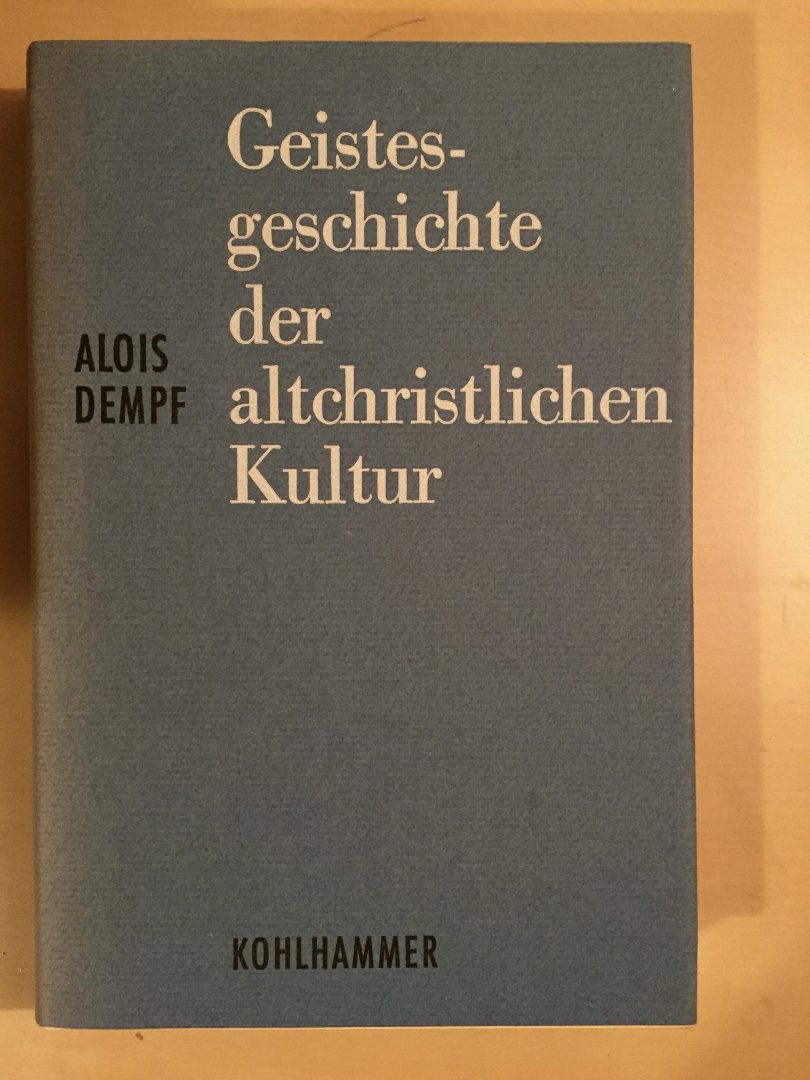 Geistes-
geschichte
der
altchristlichen
Kultur
ALOIS
DEMPF
KOHLHAMMER